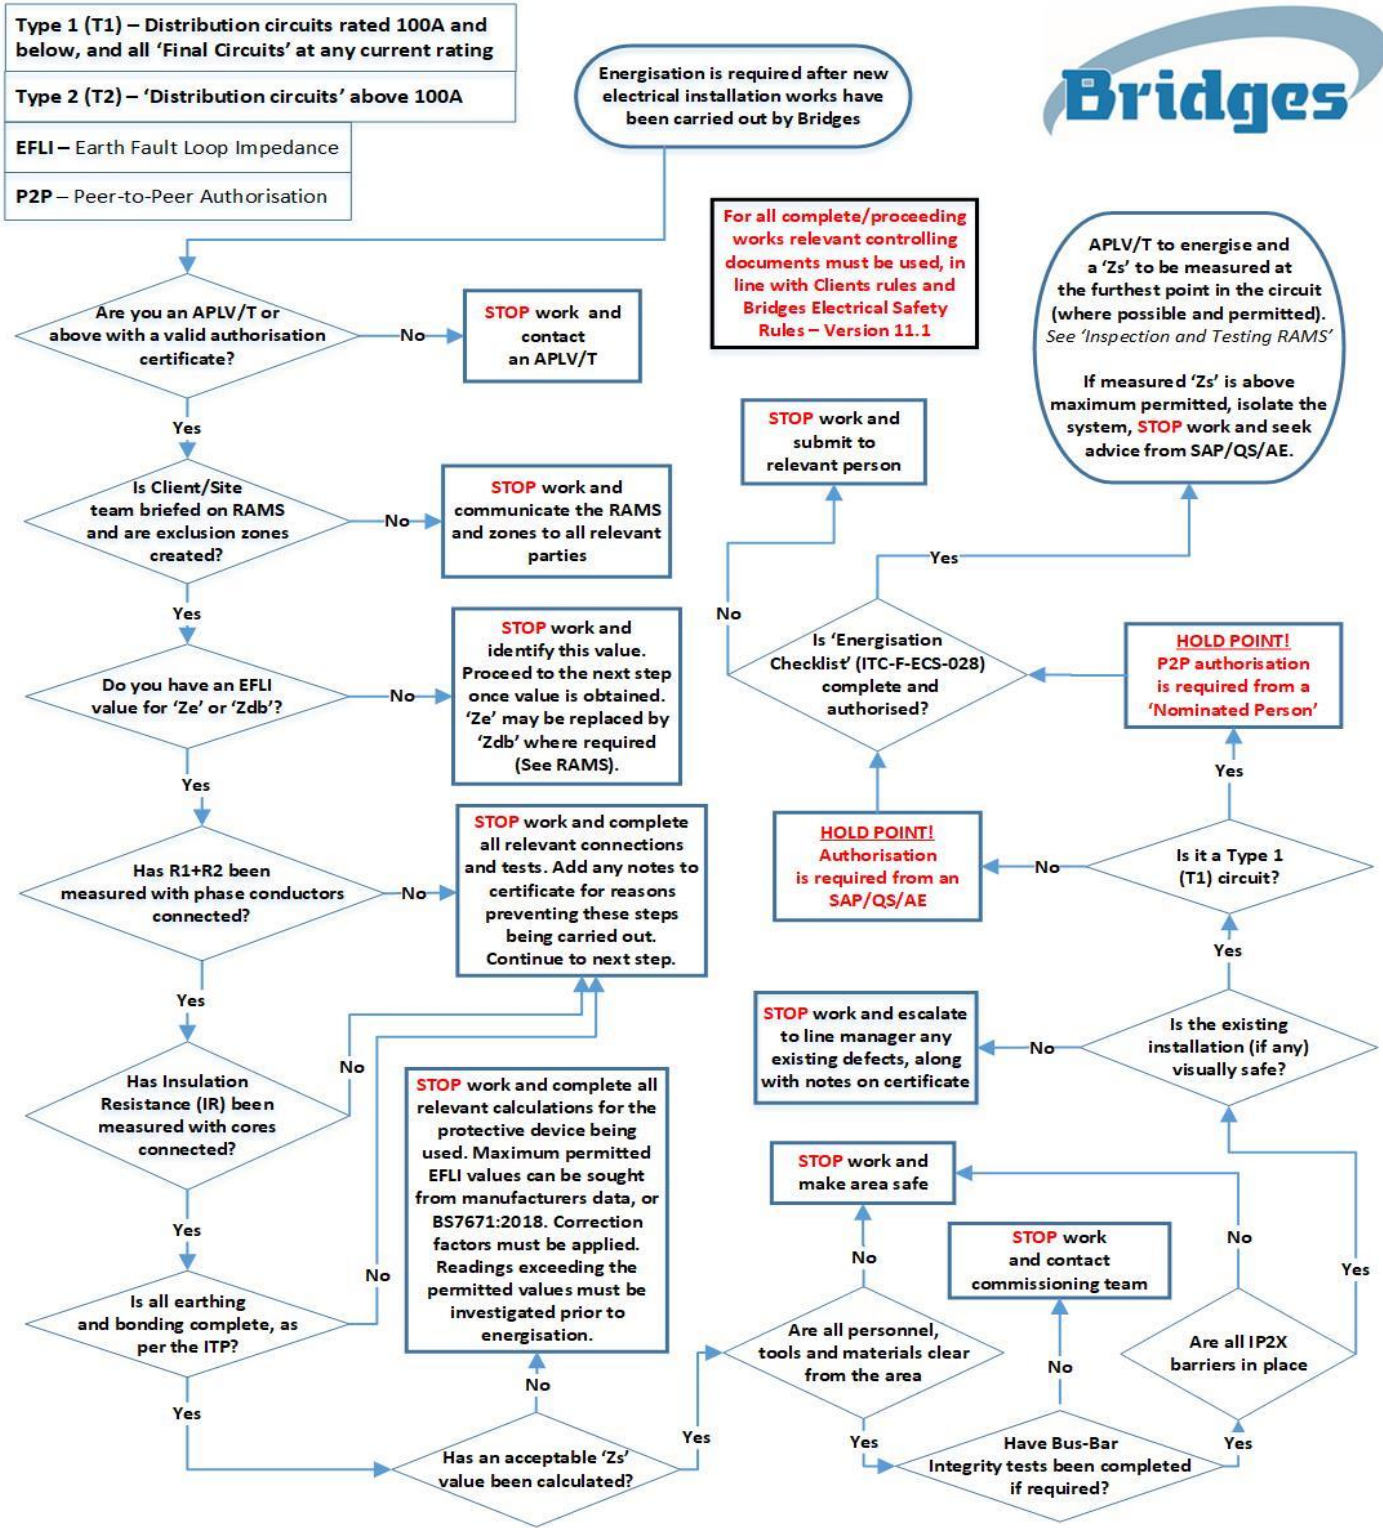 Type 1 (T1) – Distribution circuits rated 100A and
below, and all ‘Final Circuits’ at any current rating
Type 2 (T2) – ‘Distribution circuits’ above 100A
EFLI – Earth Fault Loop Impedance
P2P – Peer-to-Peer Authorisation
Energisation is required after new
electrical installation works have
been carried out by Bridges
Bridges
For all complete/proceeding
works relevant controlling
documents must be used, in
line with Clients rules and
Bridges Electrical Safety
Rules – Version 11.1
Are you an APLV/T or
above with a valid authorisation
certificate?
No
STOP work and
contact
an APLV/T
Yes
Is Client/Site
team briefed on RAMS
and are exclusion zones
created?
No
STOP work and
communicate the RAMS
and zones to all relevant
parties
Yes
Do you have an EFLI
value for ‘Ze’ or ‘Zdb’?
No
STOP work and
identify this value.
Proceed to the next step
once value is obtained.
‘Ze’ may be replaced by
‘Zdb’ where required
(See RAMS).
Yes
Has R1+R2 been
measured with phase conductors
connected?
No
STOP work and complete
all relevant connections
and tests. Add any notes to
certificate for reasons
preventing these steps
being carried out.
Continue to next step.
Yes
Has Insulation
Resistance (IR) been
measured with cores
connected?
No
Yes
Is all earthing
and bonding complete, as
per the ITP?
No
Yes
Has an acceptable ‘Zs’
value been calculated?
No
STOP work and complete all
relevant calculations for the
protective device being
used. Maximum permitted
EFLI values can be sought
from manufacturers data, or
BS7671:2018. Correction
factors must be applied.
Readings exceeding the
permitted values must be
investigated prior to
energisation.
Yes
Are all personnel,
tools and materials clear
from the area
No
STOP work and
make area safe
Yes
Have Bus-Bar
Integrity tests been completed
if required?
No
STOP work
and contact
commissioning team
Yes
Are all IP2X
barriers in place
No
Yes
Is the existing
installation (if any)
visually safe?
No
STOP work and escalate
to line manager any
existing defects, along
with notes on certificate
Yes
Is it a Type 1
(T1) circuit?
No
HOLD POINT!
Authorisation
is required from an
SAP/QS/AE
Yes
HOLD POINT!
P2P authorisation
is required from a
‘Nominated Person’
Is ‘Energisation
Checklist’ (ITC-F-ECS-028)
complete and
authorised?
No
STOP work and
submit to
relevant person
Yes
APLV/T to energise and
a ‘Zs’ to be measured at
the furthest point in the circuit
(where possible and permitted).
See ‘Inspection and Testing RAMS’
If measured ‘Zs’ is above
maximum permitted, isolate the
system, STOP work and seek
advice from SAP/QS/AE.